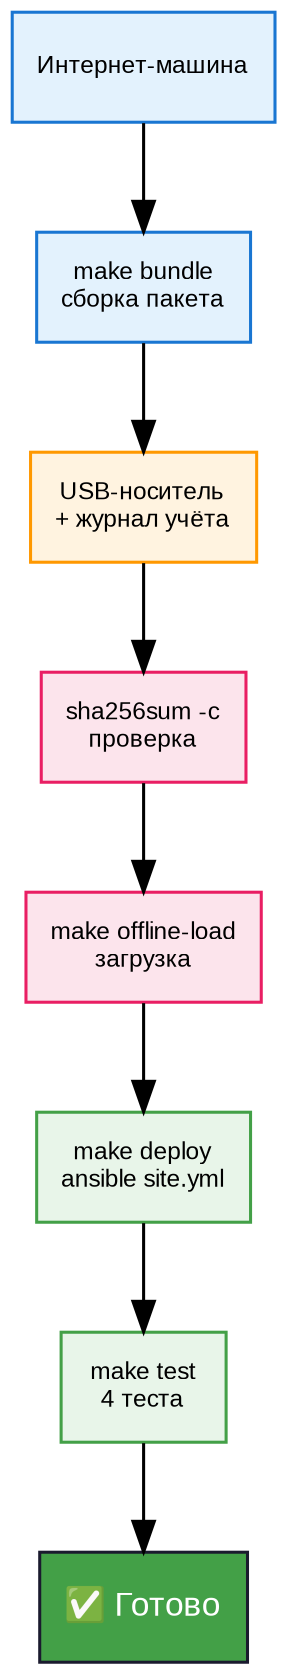 Интернет-машина
make bundle
сборка пакета
USB-носитель
+ журнал учёта
sha256sum -c
проверка
make offline-load
загрузка
make deploy
ansible site.yml
make test
4 теста
✅ Готово